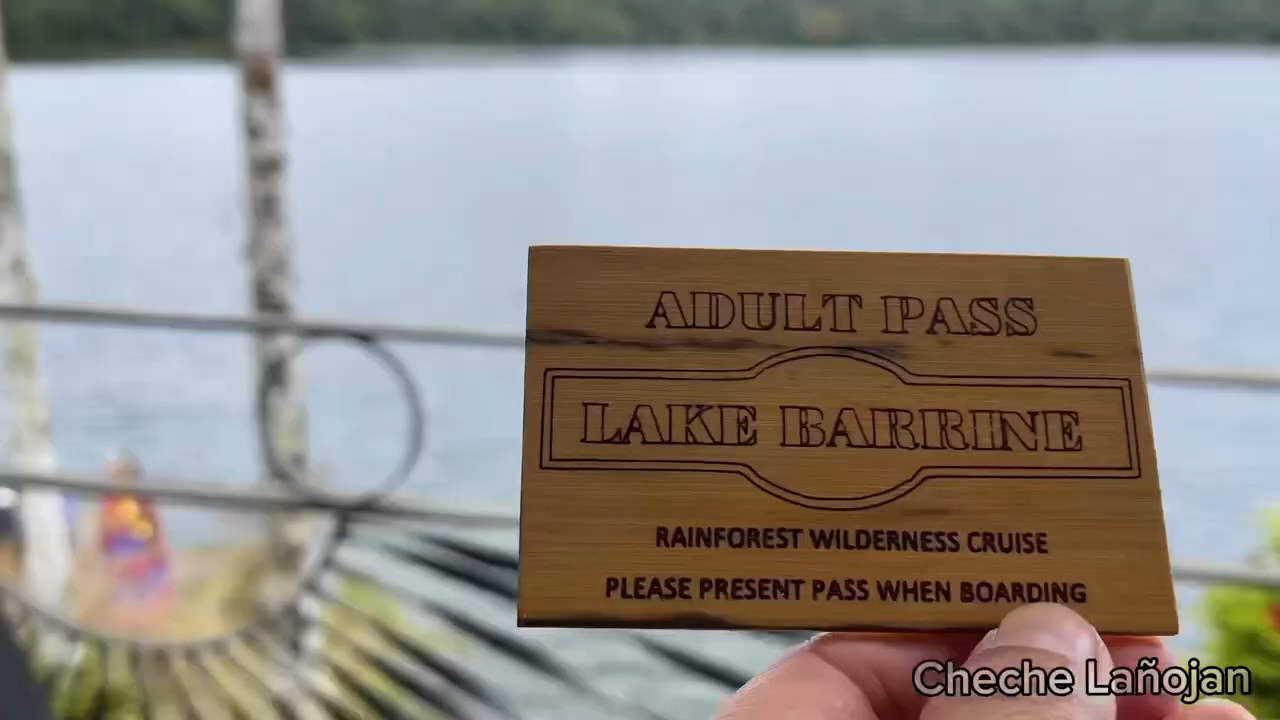 ADULT PASS
LAKE BARRINE
RAINFOREST WILDERNESS CRUISE
PLEASE PRESENT PASS WHEN BOARDING
Cheche Lañojan